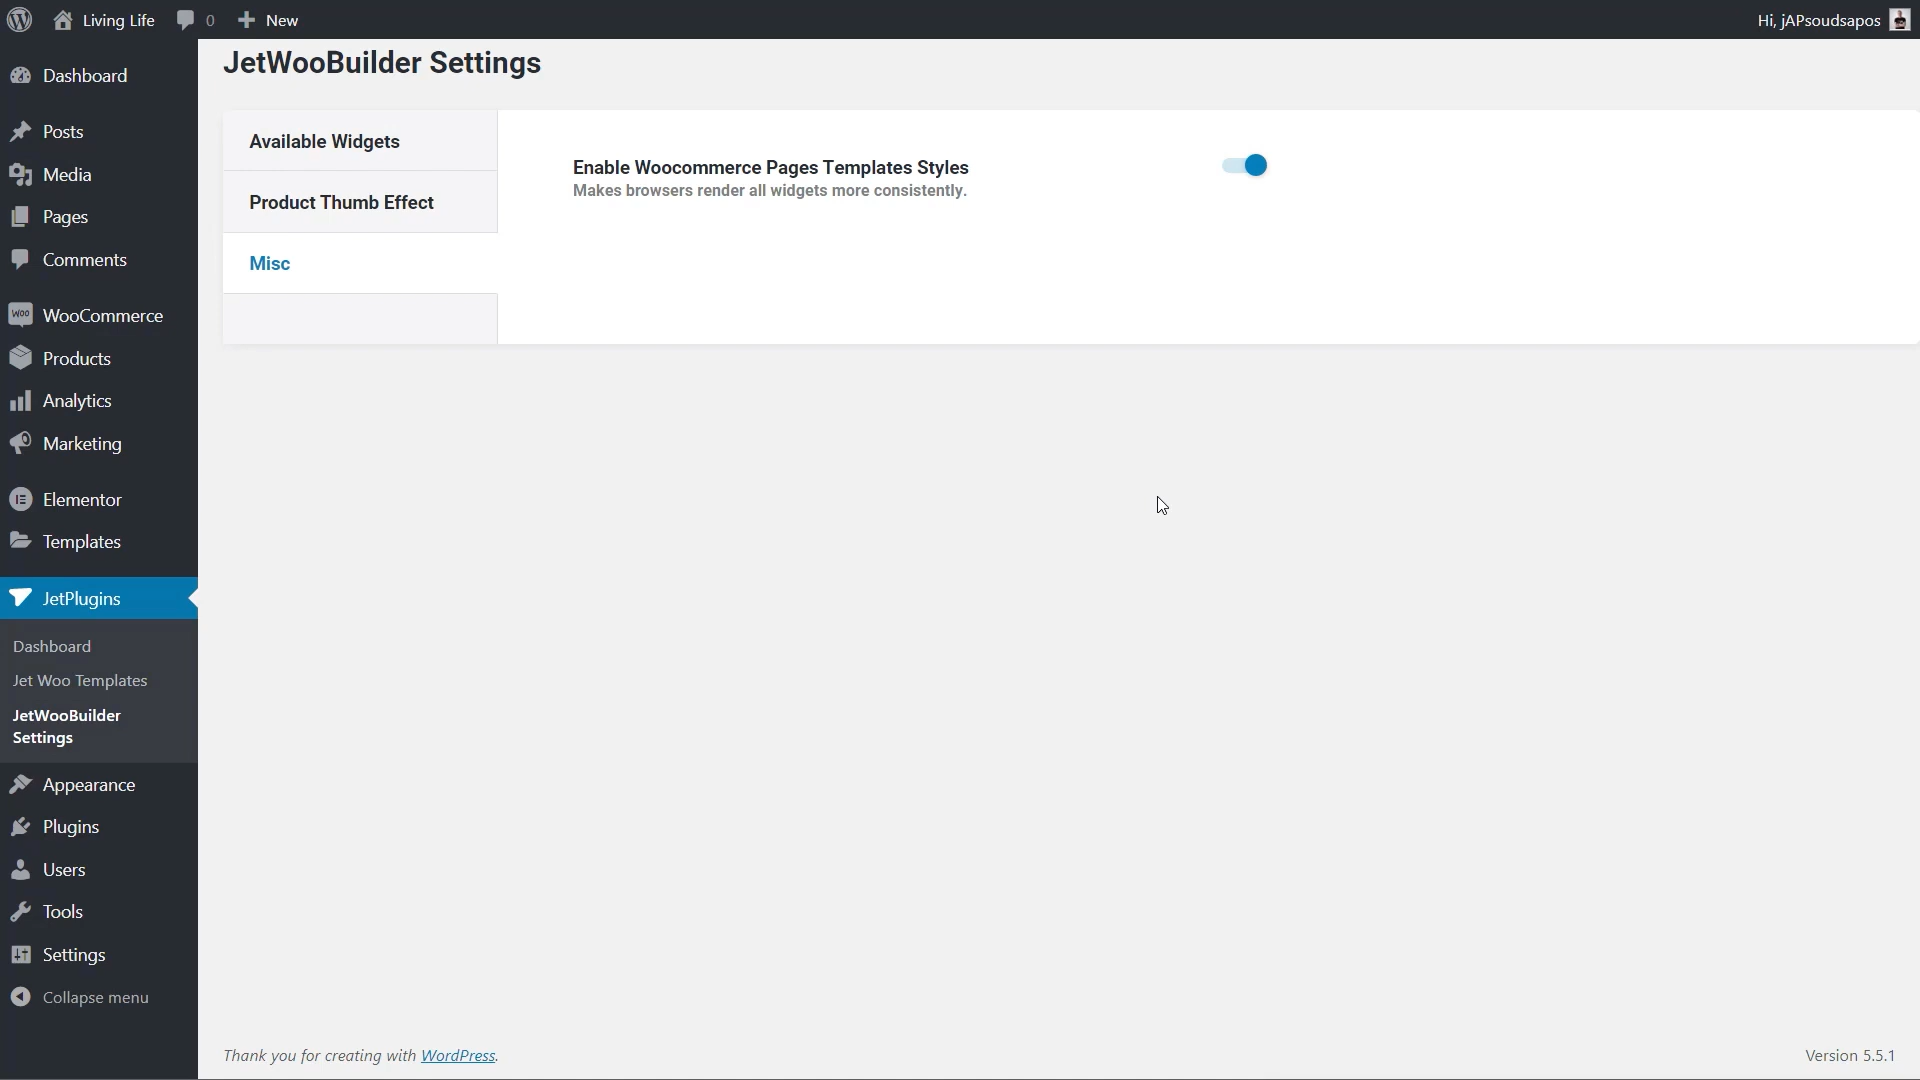 Living Life
0
New
Hi, jAPsoudsapos
Dashboard
Posts
Media
Pages
Comments
WooCommerce
Products
Analytics
Marketing
Elementor
Templates
JetPlugins
Dashboard
Jet Woo Templates
JetWooBuilder
Settings
Appearance
Plugins
Users
Tools
Settings
Collapse menu
JetWooBuilder Settings
Available Widgets
Product Thumb Effect
Misc
Enable Woocommerce Pages Templates Styles
Makes browsers render all widgets more consistently.
Thank you for creating with WordPress.
Version 5.5.1